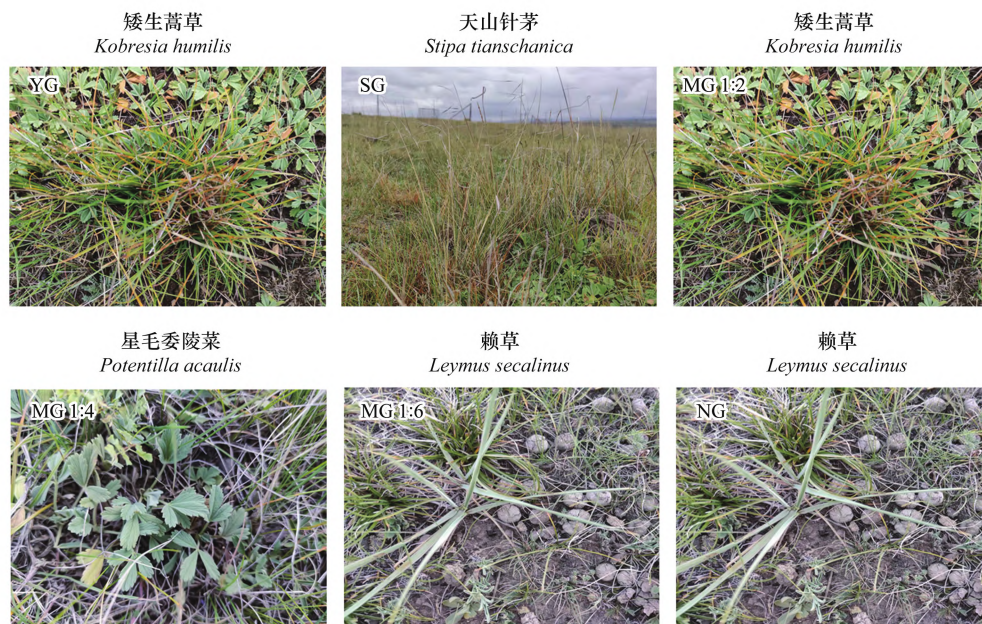 矮生蒿草
Kobresia humilis
天山针茅
Stipa tianschanica
矮生蒿草
Kobresia humilis
YG
SG
MG 1:2
星毛委陵菜
Potentilla acaulis
赖草
Leymus secalinus
赖草
Leymus secalinus
MG 1:4
MG 1:6
NG